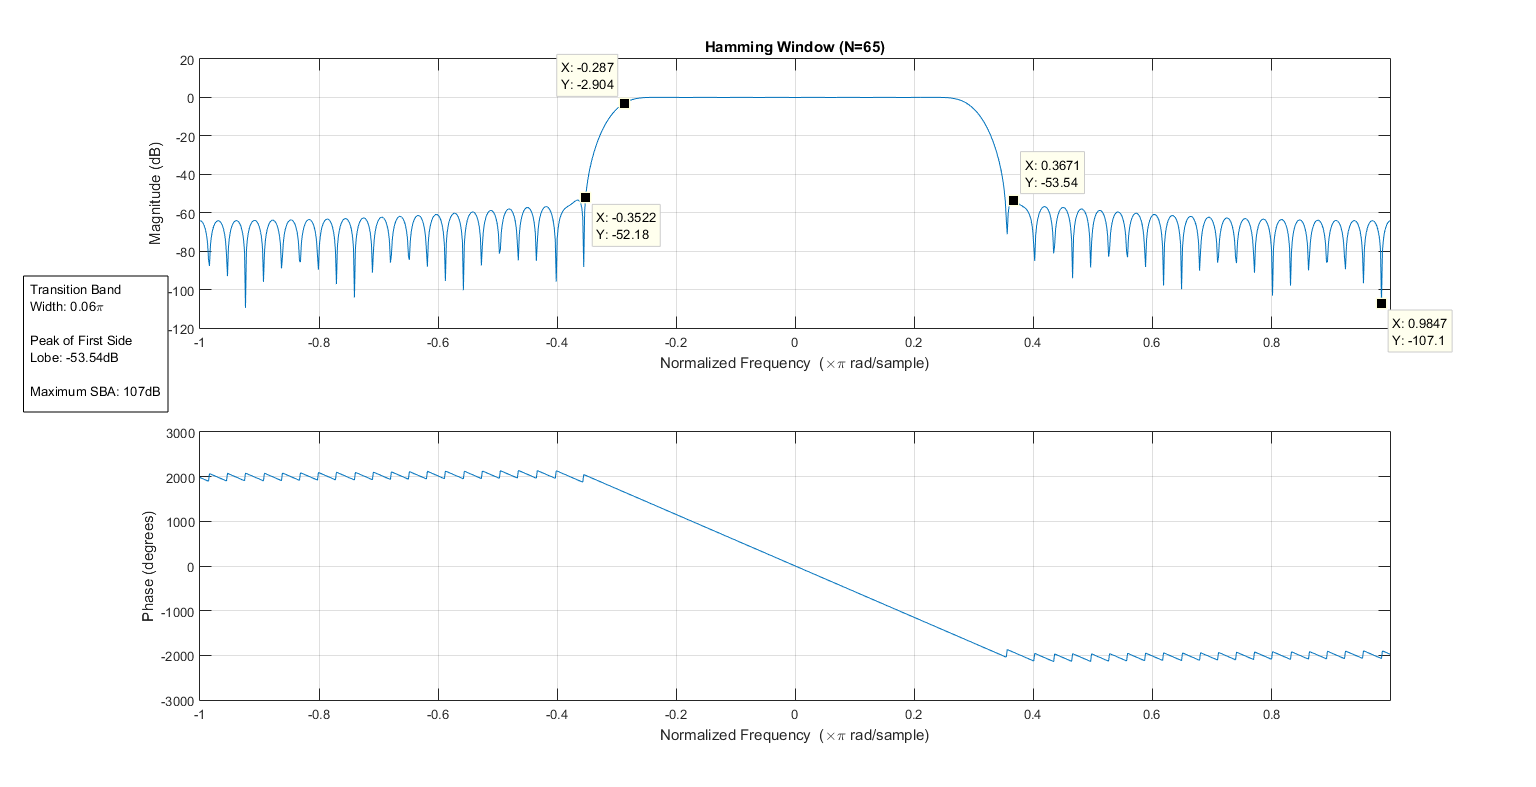 Hamming Window (N=65)
20
0
-20
-40
-60
-80
-100
-120
Magnitude (dB)
X: -0.287
Y: -2.904
X: -0.3522
Y: -52.18
X: 0.3671
Y: -53.54
X: 0.9847
Y: -107.1
-1
-0.8
-0.6
-0.4
-0.2
0
0.2
0.4
0.6
0.8
Normalized Frequency (×π rad/sample)
Transition Band
Width: 0.06π
Peak of First Side
Lobe: -53.54dB
Maximum SBA: 107dB
3000
2000
1000
0
-1000
-2000
-3000
Phase (degrees)
-1
-0.8
-0.6
-0.4
-0.2
0
0.2
0.4
0.6
0.8
Normalized Frequency (×π rad/sample)